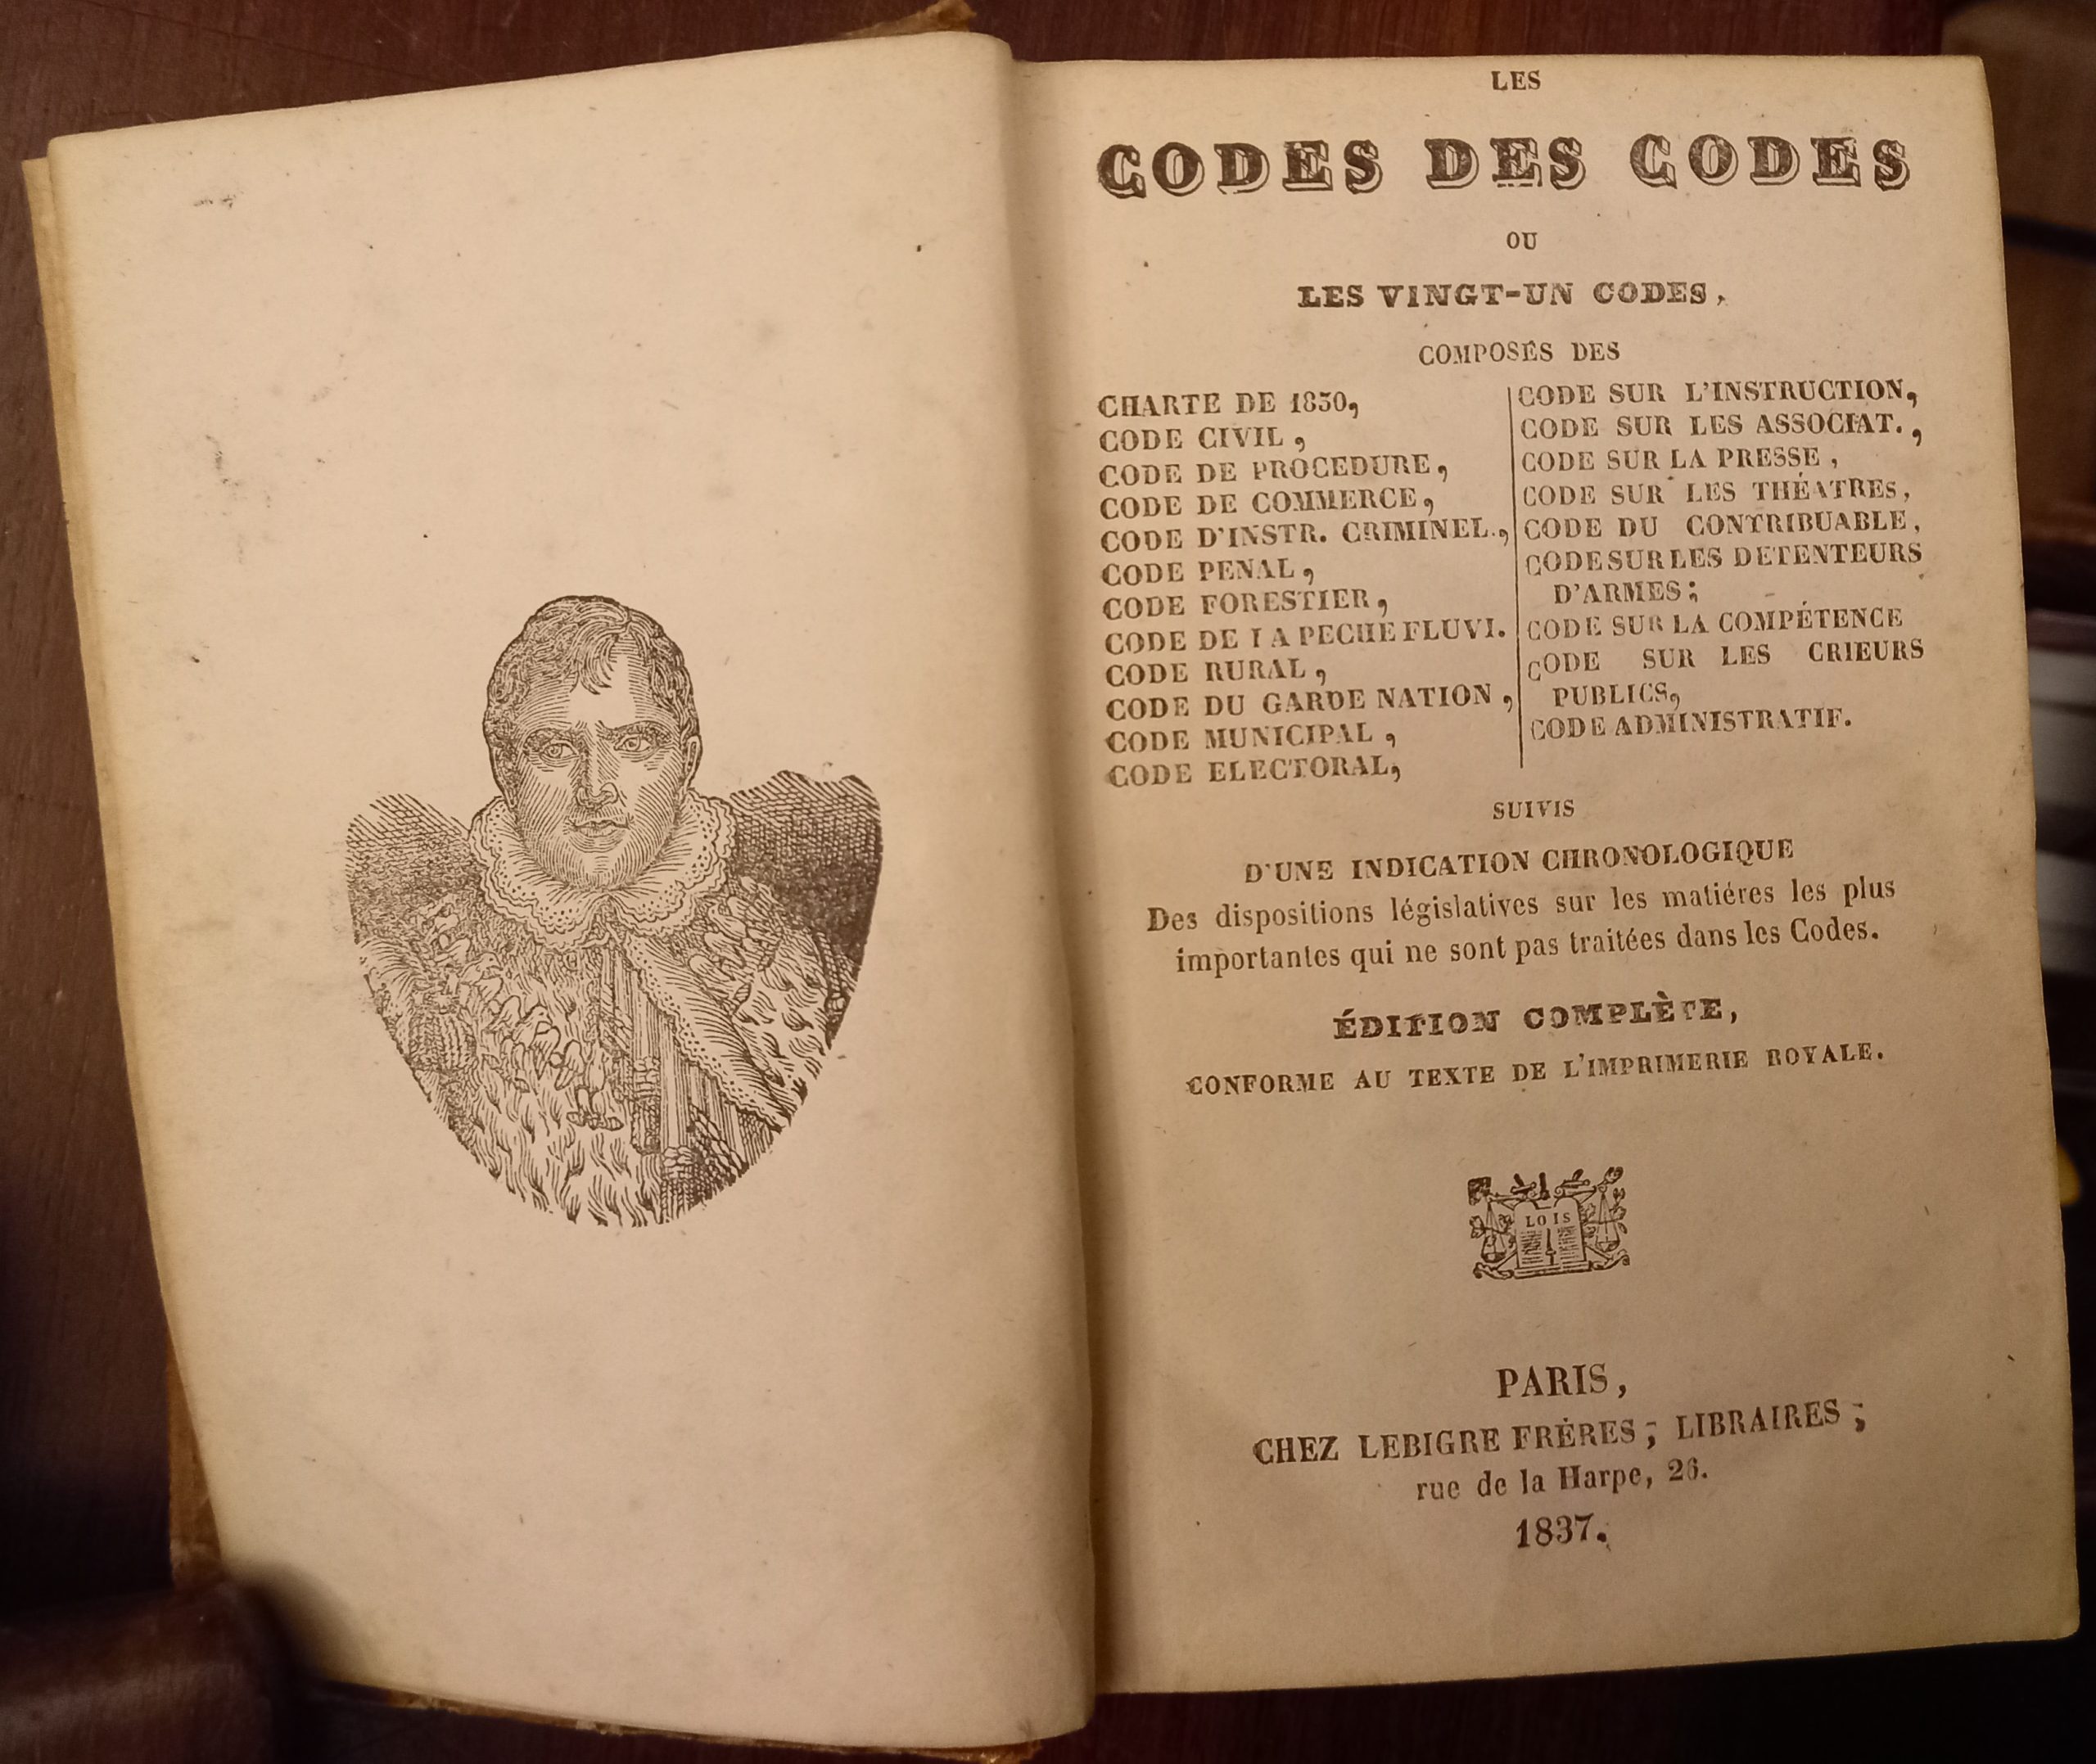 LES
CODES DES CODES
OU
LES VINGT-UN CODES,
COMPOSÉS DES
CHARTE DE 1830,
CODE CIVIL,
CODE DE PROCEDURE,
CODE DE COMMERCE,
CODE D'INSTR. CRIMINEL.,
CODE PENAL,
CODE FORESTIER,
CODE DE LA PECHE FLUVI.
CODE RURAL,
CODE DU GARDE NATION,
CODE MUNICIPAL,
CODE ELECTORAL,
CODE SUR L'INSTRUCTION,
CODE SUR LES ASSOCIAT.,
CODE SUR LA PRESSE,
CODE SUR LES THÉATRES,
CODE DU CONTRIBUABLE,
CODE SUR LES DETENTEURS
D'ARMES;
CODE SUR LA COMPÉTENCE
CODE SUR LES CRIEURS
PUBLICS,
CODE ADMINISTRATIF.
SUIVIS
D'UNE INDICATION CHRONOLOGIQUE
Des dispositions législatives sur les matiéres les plus
importantes qui ne sont pas traitées dans les Codes.
ÉDITION COMPLÈTE,
CONFORME AU TEXTE DE L'IMPRIMERIE ROYALE.
LOIS
PARIS,
CHEZ LEBIGRE FRÈRES; LIBRAIRES;
rue de la Harpe, 26.
1837.